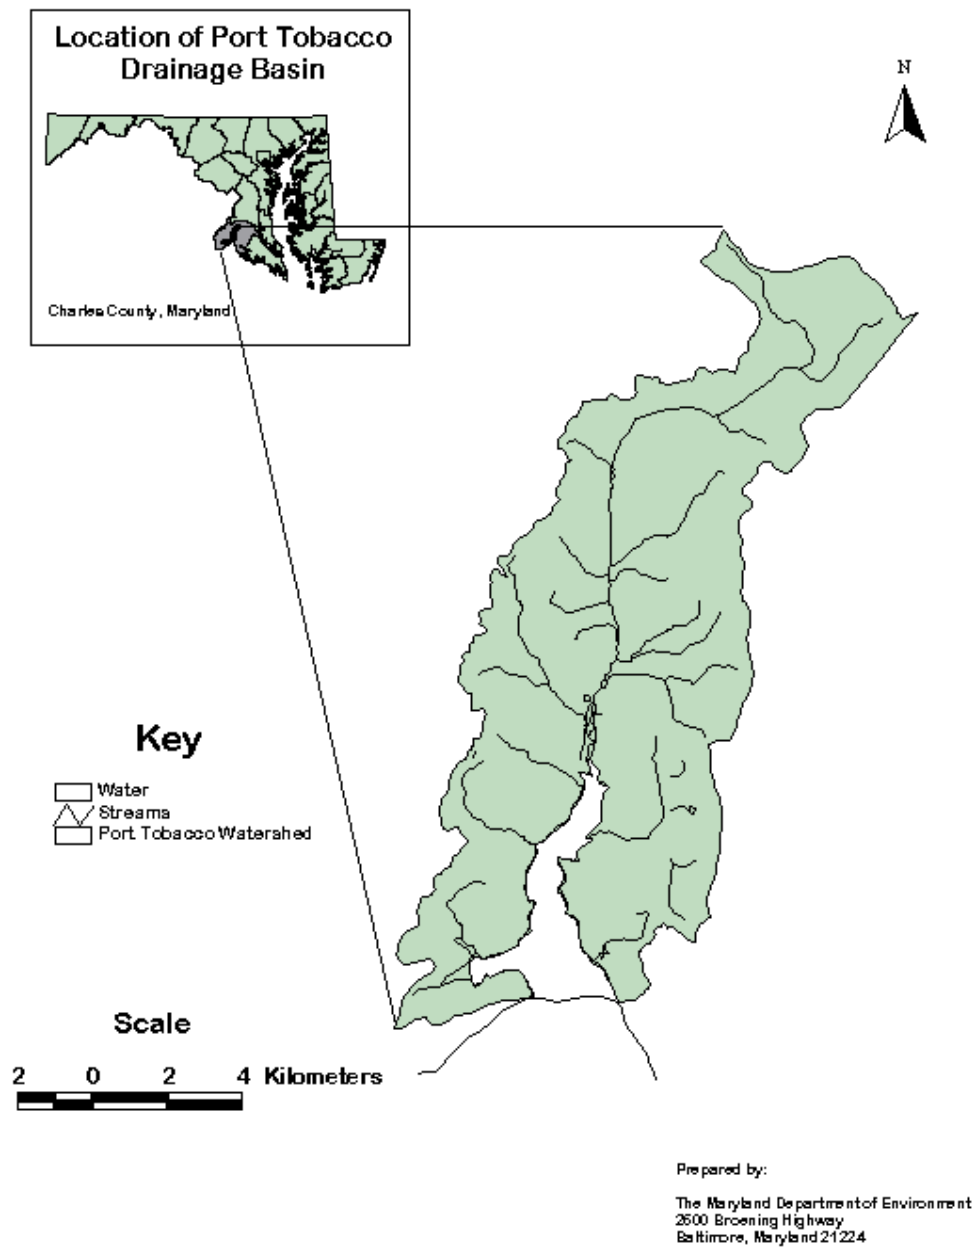 Location of Port Tobacco
Drainage Basin
N
Charles County, Maryland
Key
Water
Streams
Port Tobacco Watershed
Scale
2 0 2 4 Kilometers
Prepared by:
The Maryland Department of Environment
2500 Broening Highway
Baltimore, Maryland 21224